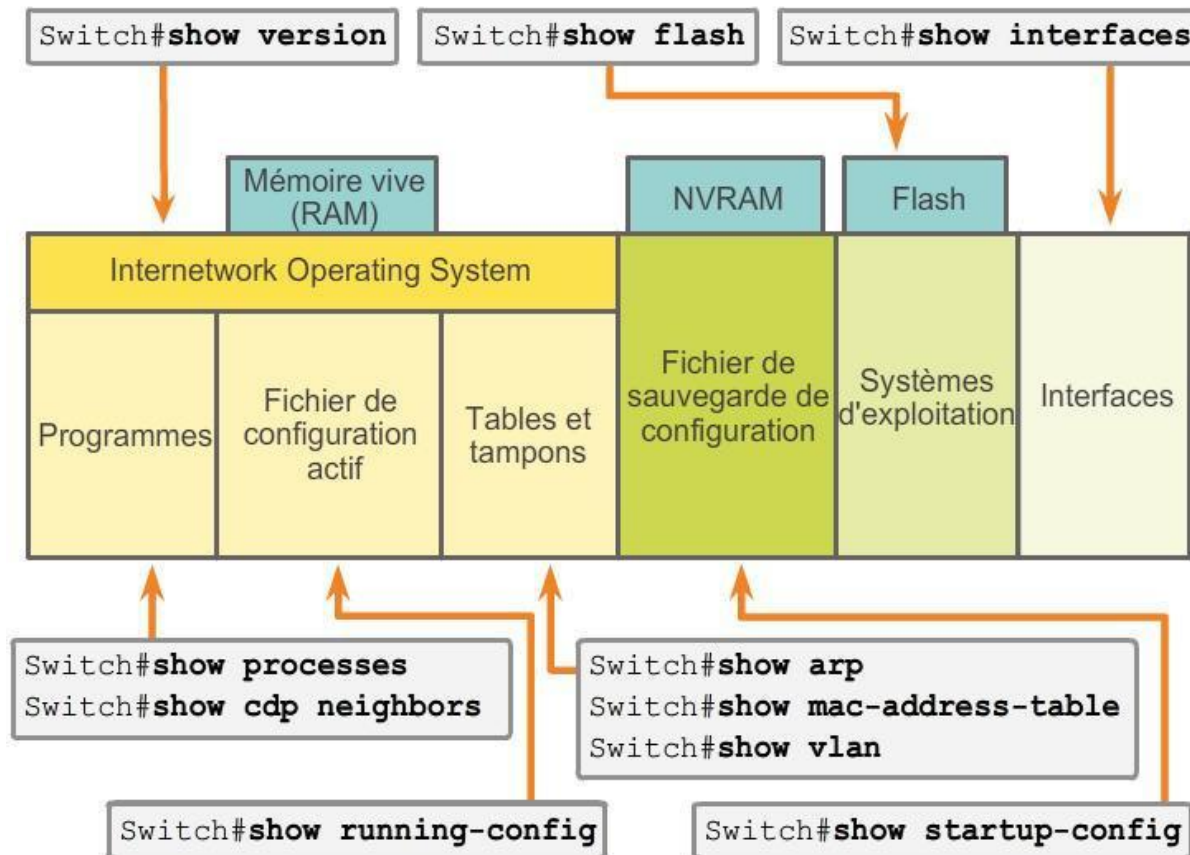 Switch#show version
Switch#show flash
Switch#show interfaces
Mémoire vive
(RAM)
NVRAM
Flash
Internetwork Operating System
Programmes
Fichier de
configuration
actif
Tables et
tampons
Fichier de
sauvegarde de
configuration
Systèmes
d'exploitation
Interfaces
Switch#show processes
Switch#show cdp neighbors
Switch#show arp
Switch#show mac-address-table
Switch#show vlan
Switch#show running-config
Switch#show startup-config